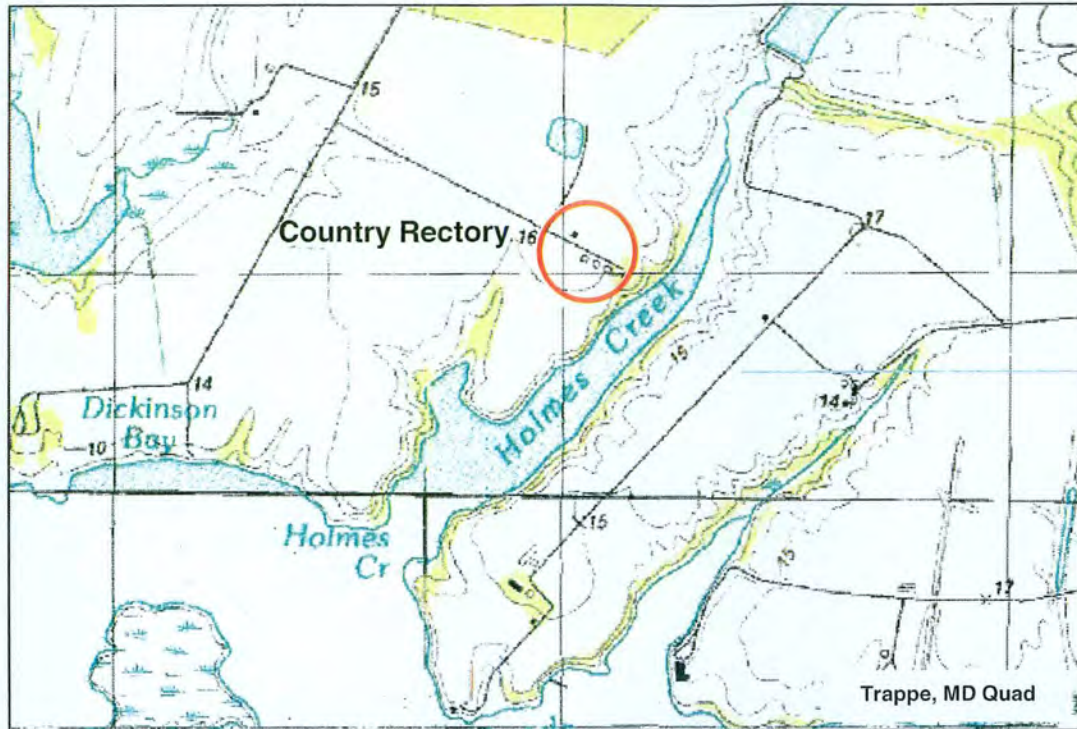 15
17
Country Rectory 16
Holmes Creek
15
14
14
Dickinson
Bay
10
Holmes
Cr
15
15
17
Trappe, MD Quad